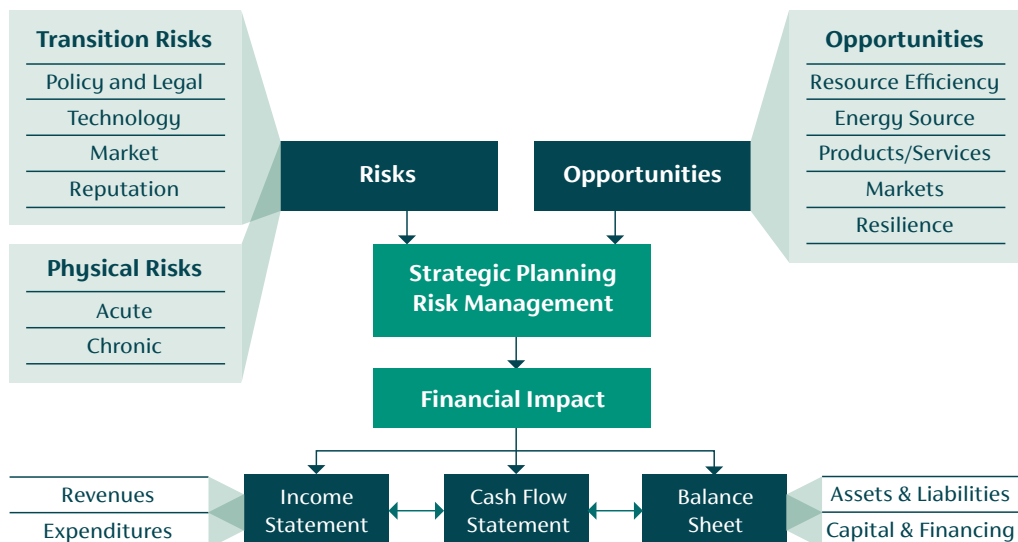 Transition Risks
Policy and Legal
Technology
Market
Reputation
Physical Risks
Acute
Chronic
Risks
Opportunities
Opportunities
Resource Efficiency
Energy Source
Products/Services
Markets
Resilience
Strategic Planning
Risk Management
Financial Impact
Revenues
Expenditures
Income
Statement
Cash Flow
Statement
Balance
Sheet
Assets & Liabilities
Capital & Financing